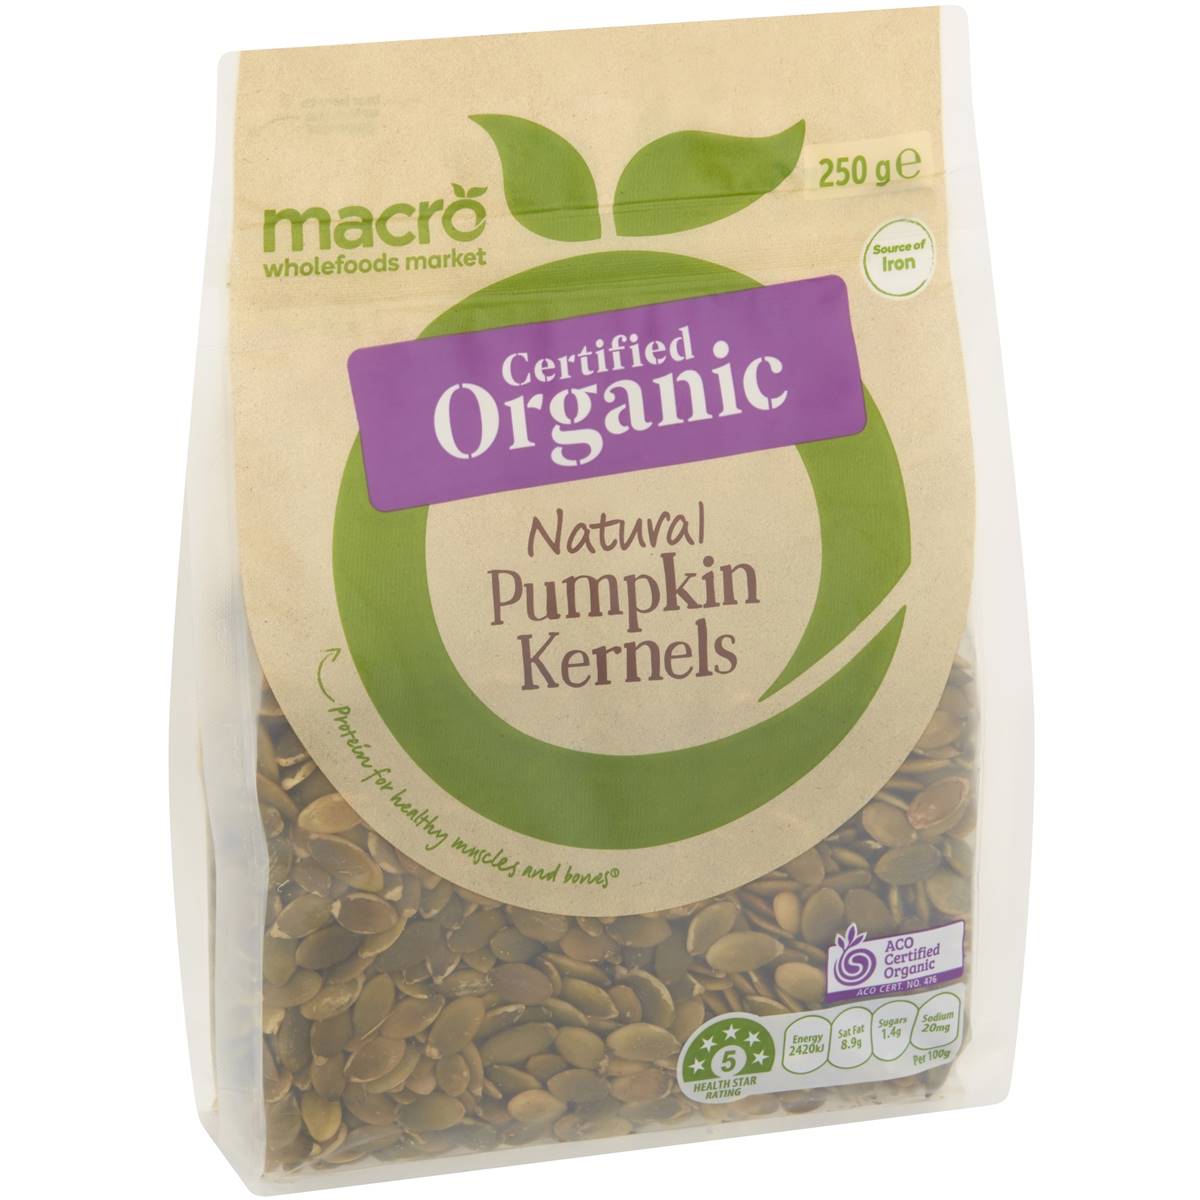 macro
wholefoods market
250 g e
Source of
Iron
Certified
Organic
Natural
Pumpkin
Kernels
Protein for healthy muscles and bones
ACO
Certified
Organic
ACO CERT. NO. 476
5
HEALTH STAR
RATING
Energy
2420kJ
Sat Fat
8.9g
Sugars
1.4g
Sodium
20mg
Per 100g